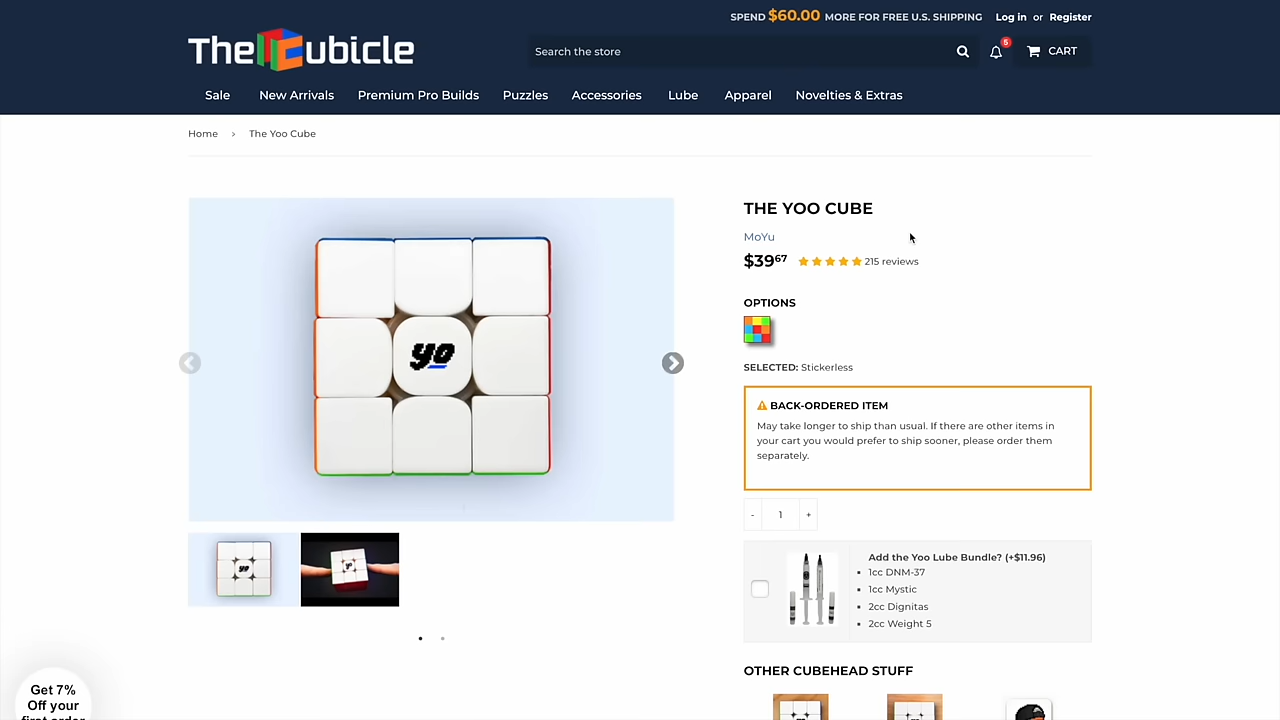 SPEND $60.00 MORE FOR FREE U.S. SHIPPING Log in or Register
The Cubicle
Search the store
5
CART
Sale New Arrivals Premium Pro Builds Puzzles Accessories Lube Apparel Novelties & Extras
Home › The Yoo Cube
THE YOO CUBE
MoYu
$39.67 215 reviews
OPTIONS
SELECTED: Stickerless
yo
BACK-ORDERED ITEM
May take longer to ship than usual. If there are other items in
your cart you would prefer to ship sooner, please order them
separately.
- 1 +
Add the Yoo Lube Bundle? (+$11.96)
• 1cc DNM-37
• 1cc Mystic
• 2cc Dignitas
• 2cc Weight 5
OTHER CUBEHEAD STUFF
Get 7%
Off your
first order